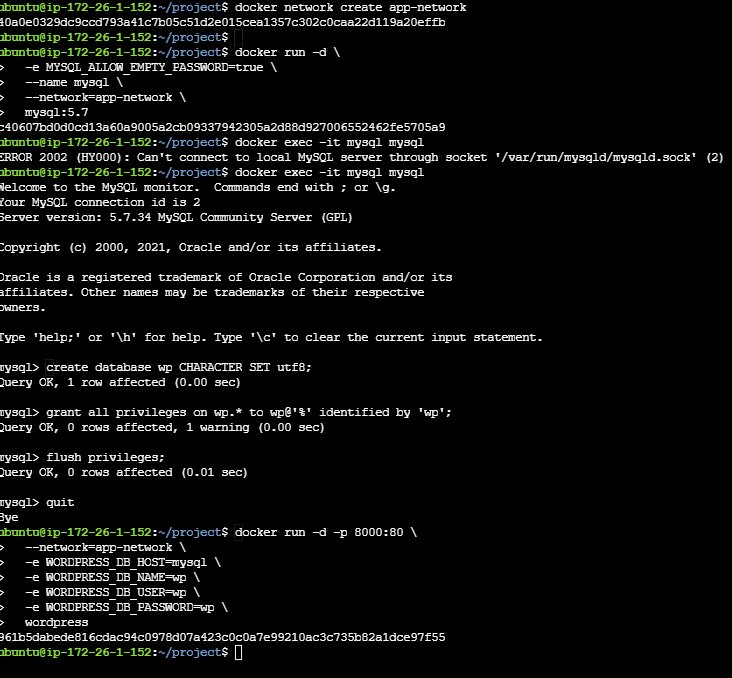 ubuntu@ip-172-26-1-152:~/project$ docker network create app-network
40a0e0329dc9ccd793a41c7b05c51d2e015cea1357c302c0caa22d119a20effb
ubuntu@ip-172-26-1-152:~/project$
ubuntu@ip-172-26-1-152:~/project$ docker run -d \
>   -e MYSQL_ALLOW_EMPTY_PASSWORD=true \
>   --name mysql \
>   --network=app-network \
>   mysql:5.7
c40607bd0d0cd13a60a9005a2cb09337942305a2d88d927006552462fe5705a9
ubuntu@ip-172-26-1-152:~/project$ docker exec -it mysql mysql
ERROR 2002 (HY000): Can't connect to local MySQL server through socket '/var/run/mysqld/mysqld.sock' (2)
ubuntu@ip-172-26-1-152:~/project$ docker exec -it mysql mysql
Welcome to the MySQL monitor.  Commands end with ; or \g.
Your MySQL connection id is 2
Server version: 5.7.34 MySQL Community Server (GPL)

Copyright (c) 2000, 2021, Oracle and/or its affiliates.

Oracle is a registered trademark of Oracle Corporation and/or its
affiliates. Other names may be trademarks of their respective
owners.

Type 'help;' or '\h' for help. Type '\c' to clear the current input statement.

mysql> create database wp CHARACTER SET utf8;
Query OK, 1 row affected (0.00 sec)

mysql> grant all privileges on wp.* to wp@'%' identified by 'wp';
Query OK, 0 rows affected, 1 warning (0.00 sec)

mysql> flush privileges;
Query OK, 0 rows affected (0.01 sec)

mysql> quit
Bye
ubuntu@ip-172-26-1-152:~/project$ docker run -d -p 8000:80 \
>   --network=app-network \
>   -e WORDPRESS_DB_HOST=mysql \
>   -e WORDPRESS_DB_NAME=wp \
>   -e WORDPRESS_DB_USER=wp \
>   -e WORDPRESS_DB_PASSWORD=wp \
>   wordpress
961b5dabede816cdac94c0978d07a423c0c0a7e99210ac3c735b82a1dce97f55
ubuntu@ip-172-26-1-152:~/project$